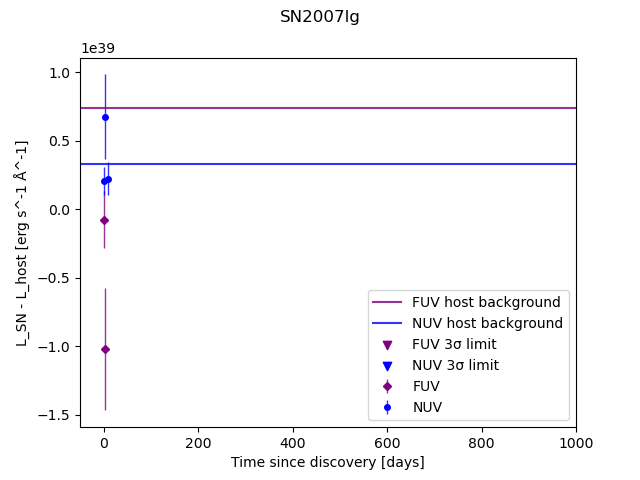 SN2007lg
1e39
1.0
0.5
0.0
−0.5
−1.0
−1.5
L_SN - L_host [erg s^-1 Å^-1]
FUV host background
NUV host background
FUV 3σ limit
NUV 3σ limit
FUV
NUV
0 200 400 600 800 1000
Time since discovery [days]